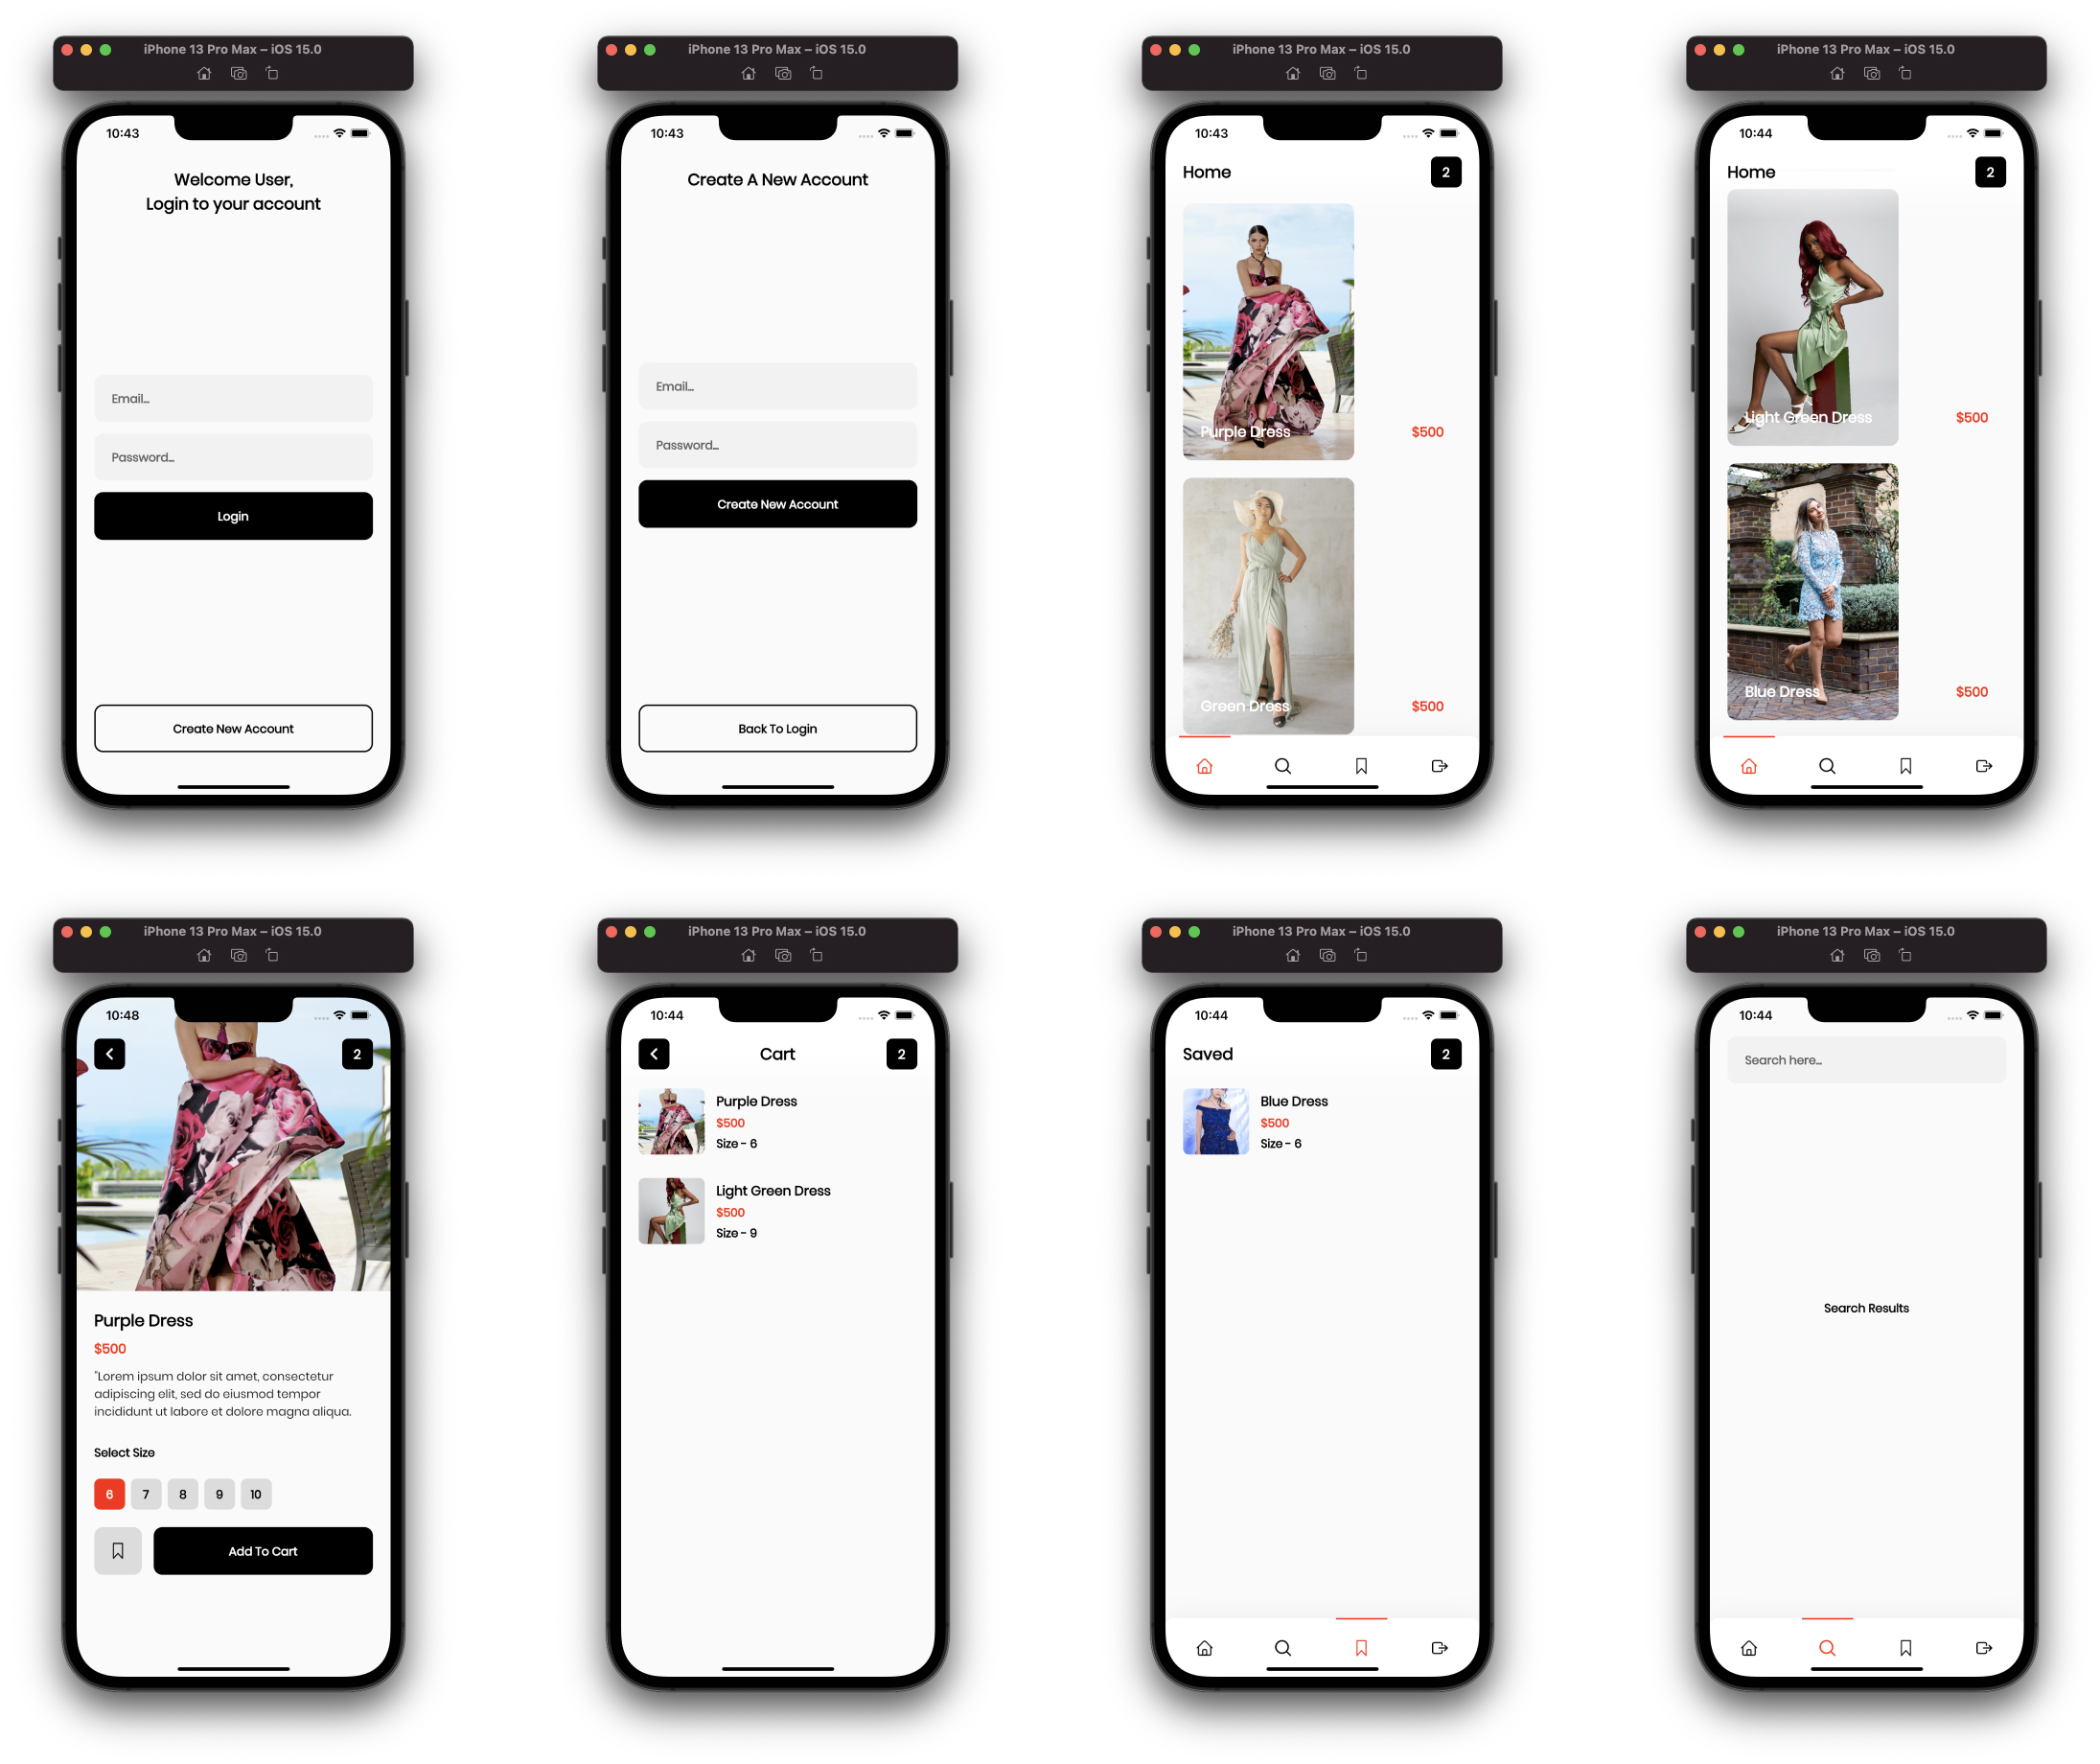 iPhone 13 Pro Max – iOS 15.0
10:43
Welcome User,
Login to your account
Email...
Password...
Login
Create New Account
iPhone 13 Pro Max – iOS 15.0
10:43
Create A New Account
Email...
Password...
Create New Account
Back To Login
iPhone 13 Pro Max – iOS 15.0
10:43
Home
2
Purple Dress
$500
Green Dress
$500
iPhone 13 Pro Max – iOS 15.0
10:44
Home
2
Light Green Dress
$500
Blue Dress
$500
iPhone 13 Pro Max – iOS 15.0
10:48
2
Purple Dress
$500
"Lorem ipsum dolor sit amet, consectetur
adipiscing elit, sed do eiusmod tempor
incididunt ut labore et dolore magna aliqua.
Select Size
6 7 8 9 10
Add To Cart
iPhone 13 Pro Max – iOS 15.0
10:44
Cart
2
Purple Dress
$500
Size - 6
Light Green Dress
$500
Size - 9
iPhone 13 Pro Max – iOS 15.0
10:44
Saved
2
Blue Dress
$500
Size - 6
iPhone 13 Pro Max – iOS 15.0
10:44
Search here...
Search Results